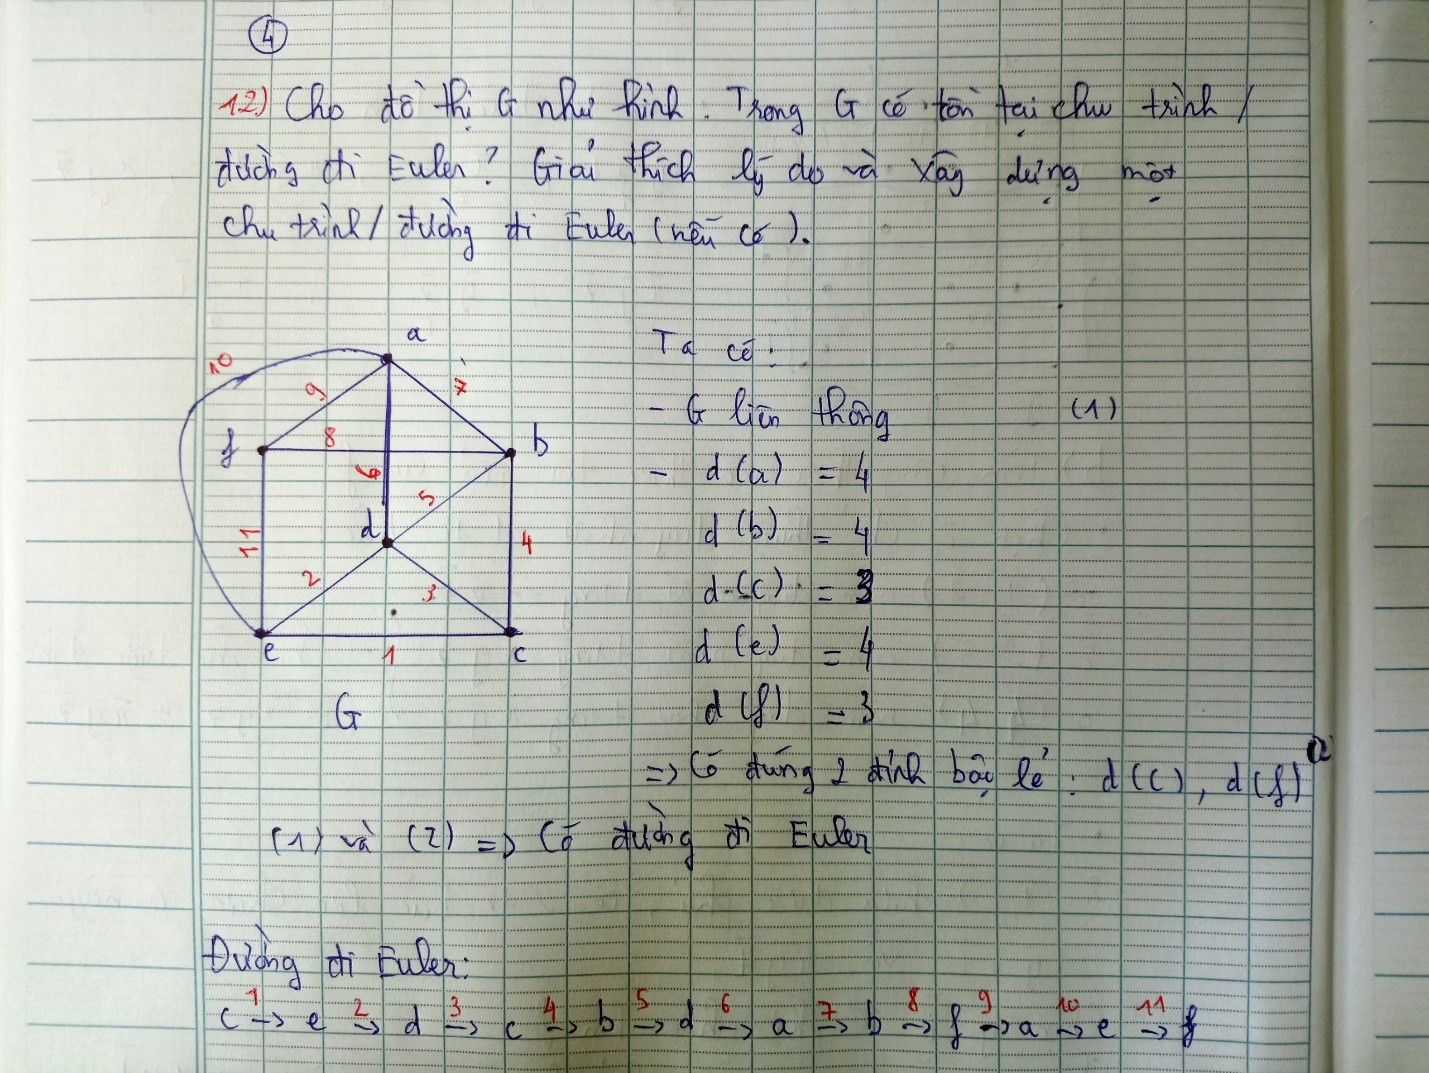 4
12) Cho đồ thị G như hình. Trong G có tồn tại chu trình /
đường đi Euler? Giải thích lý do và xây dựng một
chu trình / đường đi Euler (nếu có).
a
10
9
7
f
8
b
6
5
d
11
4
2
3
e
1
c
G
Ta có:
- G liên thông (1)
- d(a) = 4
d(b) = 4
d(c) = 3
d(e) = 4
d(f) = 3
=> Có đúng 2 đỉnh bậc lẻ: d(c), d(f)
(1) và (2) => Có đường đi Euler
Đường đi Euler:
1 2 3 4 5 6 7 8 9 10 11
c -> e -> d -> c -> b -> d -> a -> b -> f -> a -> e -> f